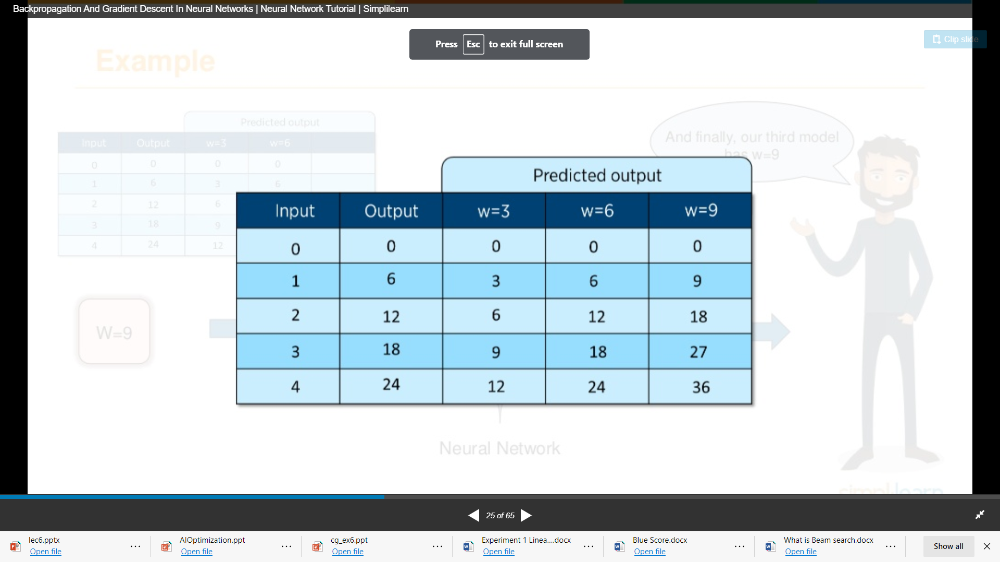 Backpropagation And Gradient Descent In Neural Networks | Neural Network Tutorial | Simplilearn
Press Esc to exit full screen
Clip slide
Example
Predicted output
Input Output w=3 w=6
0 0 0 0
1 6 3 6
2 12 6
3 18 9
4 24 12
And finally, our third model
has w=9
Predicted output
Input Output w=3 w=6 w=9
0 0 0 0 0
1 6 3 6 9
2 12 6 12 18
3 18 9 18 27
4 24 12 24 36
W=9
Neural Network
simplilearn
25 of 65
lec6.pptx
Open file
AIOptimization.ppt
Open file
cg_ex6.ppt
Open file
Experiment 1 Linea....docx
Open file
Blue Score.docx
Open file
What is Beam search.docx
Open file
Show all